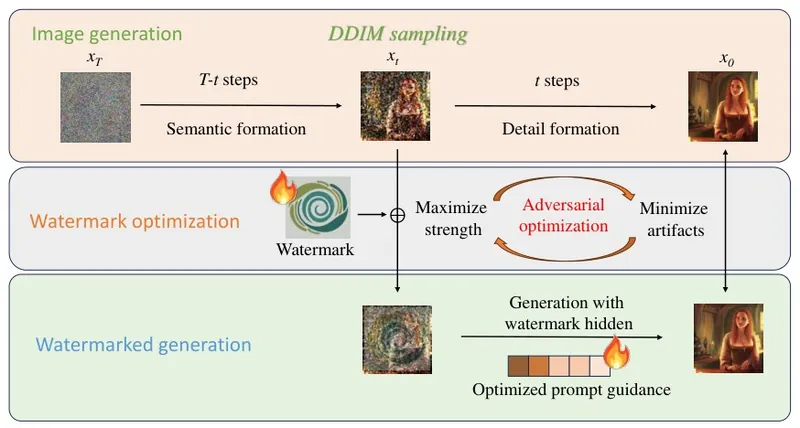 Image generation
DDIM sampling
x_T
x_t
x_0
T-t steps
t steps
Semantic formation
Detail formation
Watermark optimization
Watermark
Maximize
strength
Adversarial
optimization
Minimize
artifacts
Watermarked generation
Generation with
watermark hidden
Optimized prompt guidance